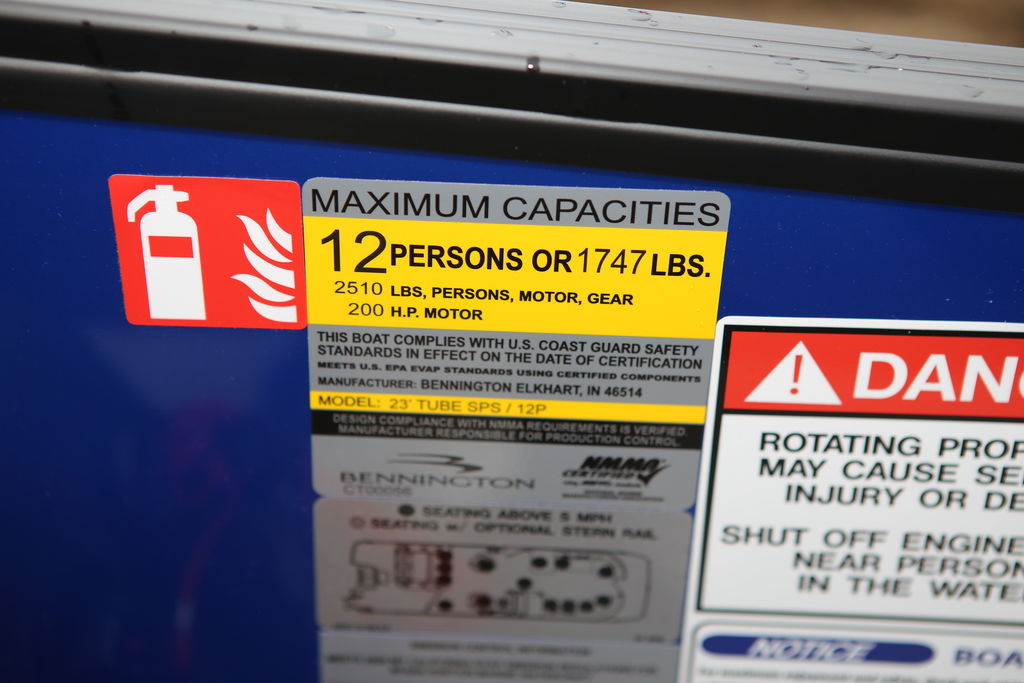 MAXIMUM CAPACITIES
12 PERSONS OR 1747 LBS.
2510 LBS, PERSONS, MOTOR, GEAR
200 H.P. MOTOR
THIS BOAT COMPLIES WITH U.S. COAST GUARD SAFETY
STANDARDS IN EFFECT ON THE DATE OF CERTIFICATION
MEETS U.S. EPA EVAP STANDARDS USING CERTIFIED COMPONENTS
MANUFACTURER: BENNINGTON ELKHART, IN 46514
MODEL: 23' TUBE SPS / 12P
DESIGN COMPLIANCE WITH NMMA REQUIREMENTS IS VERIFIED.
MANUFACTURER RESPONSIBLE FOR PRODUCTION CONTROL.
BENNINGTON
CT00056
NMMA
CERTIFIED
SEATING ABOVE 5 MPH
SEATING W/ OPTIONAL STERN RAIL
DANG
ROTATING PROP
MAY CAUSE SE
INJURY OR DE
SHUT OFF ENGINE
NEAR PERSON
IN THE WATE
NOTICE
BOA